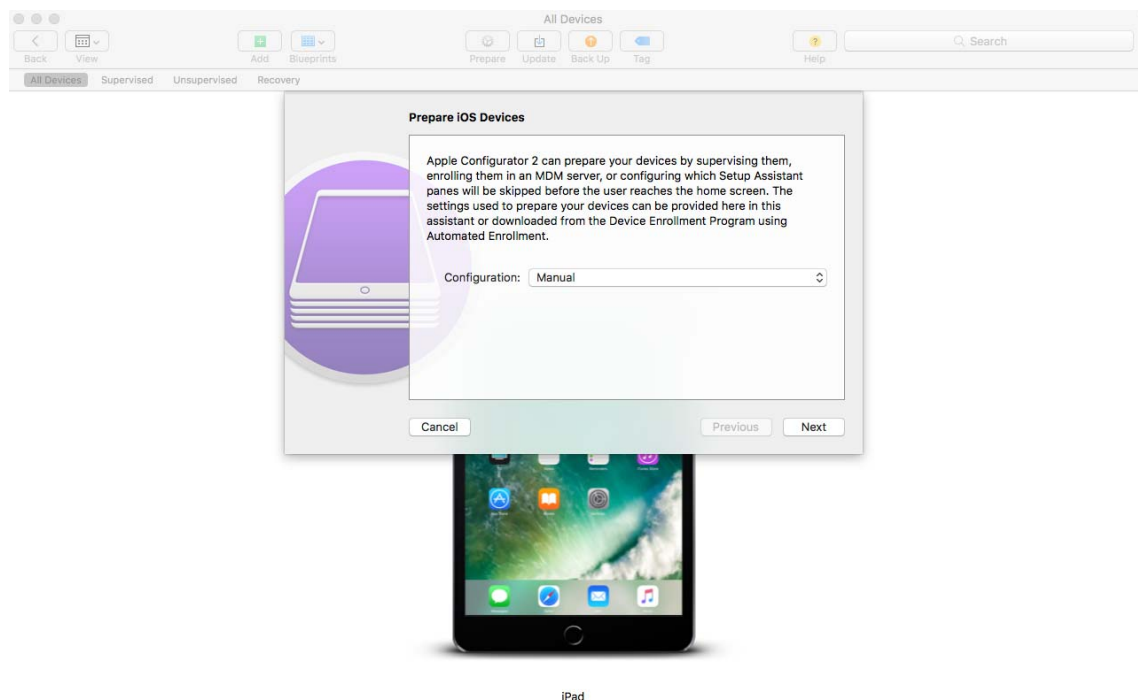 All Devices
Back View Add Blueprints Prepare Update Back Up Tag Help Search
All Devices Supervised Unsupervised Recovery
Prepare iOS Devices
Apple Configurator 2 can prepare your devices by supervising them,
enrolling them in an MDM server, or configuring which Setup Assistant
panes will be skipped before the user reaches the home screen. The
settings used to prepare your devices can be provided here in this
assistant or downloaded from the Device Enrollment Program using
Automated Enrollment.
Configuration: Manual
Cancel Previous Next
iPad